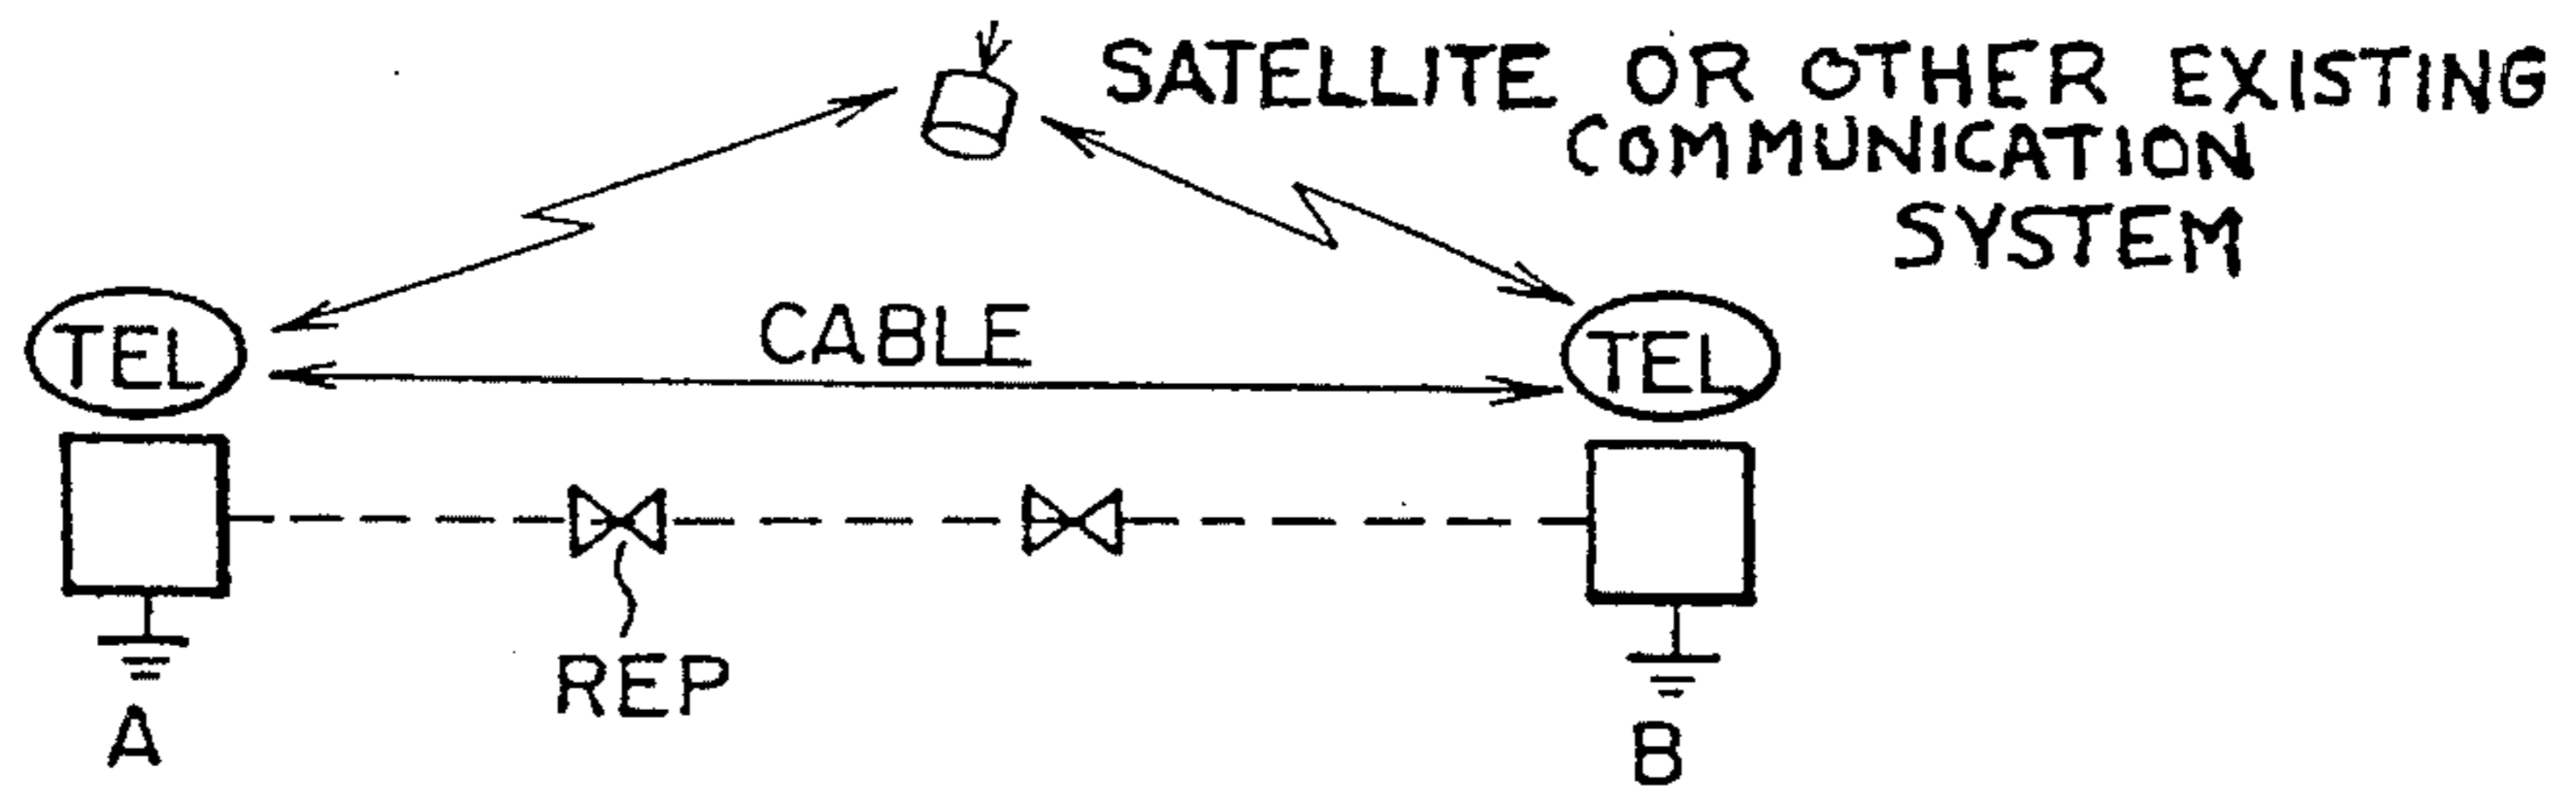 SATELLITE OR OTHER EXISTING
COMMUNICATION
SYSTEM
TEL
CABLE
TEL
REP
A
B